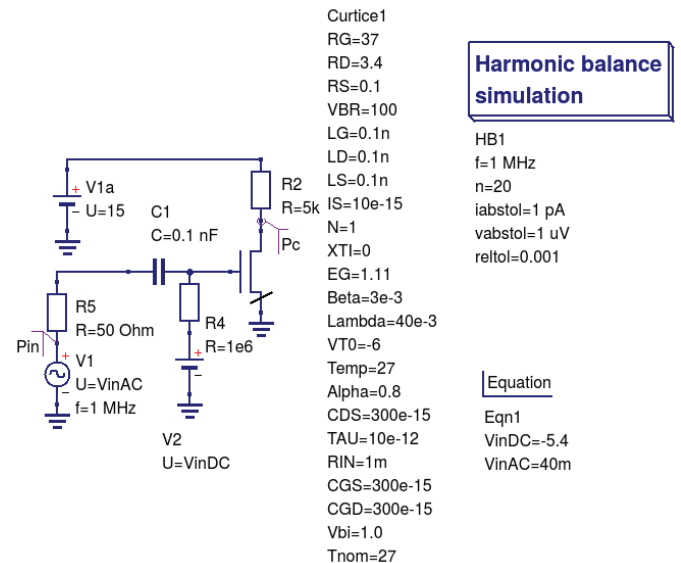 V1a
U=15
C1
C=0.1 nF
R2
R=5k
Pc
R5
R=50 Ohm
Pin
V1
U=VinAC
f=1 MHz
R4
R=1e6
V2
U=VinDC
Curtice1
RG=37
RD=3.4
RS=0.1
VBR=100
LG=0.1n
LD=0.1n
LS=0.1n
IS=10e-15
N=1
XTI=0
EG=1.11
Beta=3e-3
Lambda=40e-3
VT0=-6
Temp=27
Alpha=0.8
CDS=300e-15
TAU=10e-12
RIN=1m
CGS=300e-15
CGD=300e-15
Vbi=1.0
Tnom=27
Harmonic balance
simulation
HB1
f=1 MHz
n=20
iabstol=1 pA
vabstol=1 uV
reltol=0.001
Equation
Eqn1
VinDC=-5.4
VinAC=40m